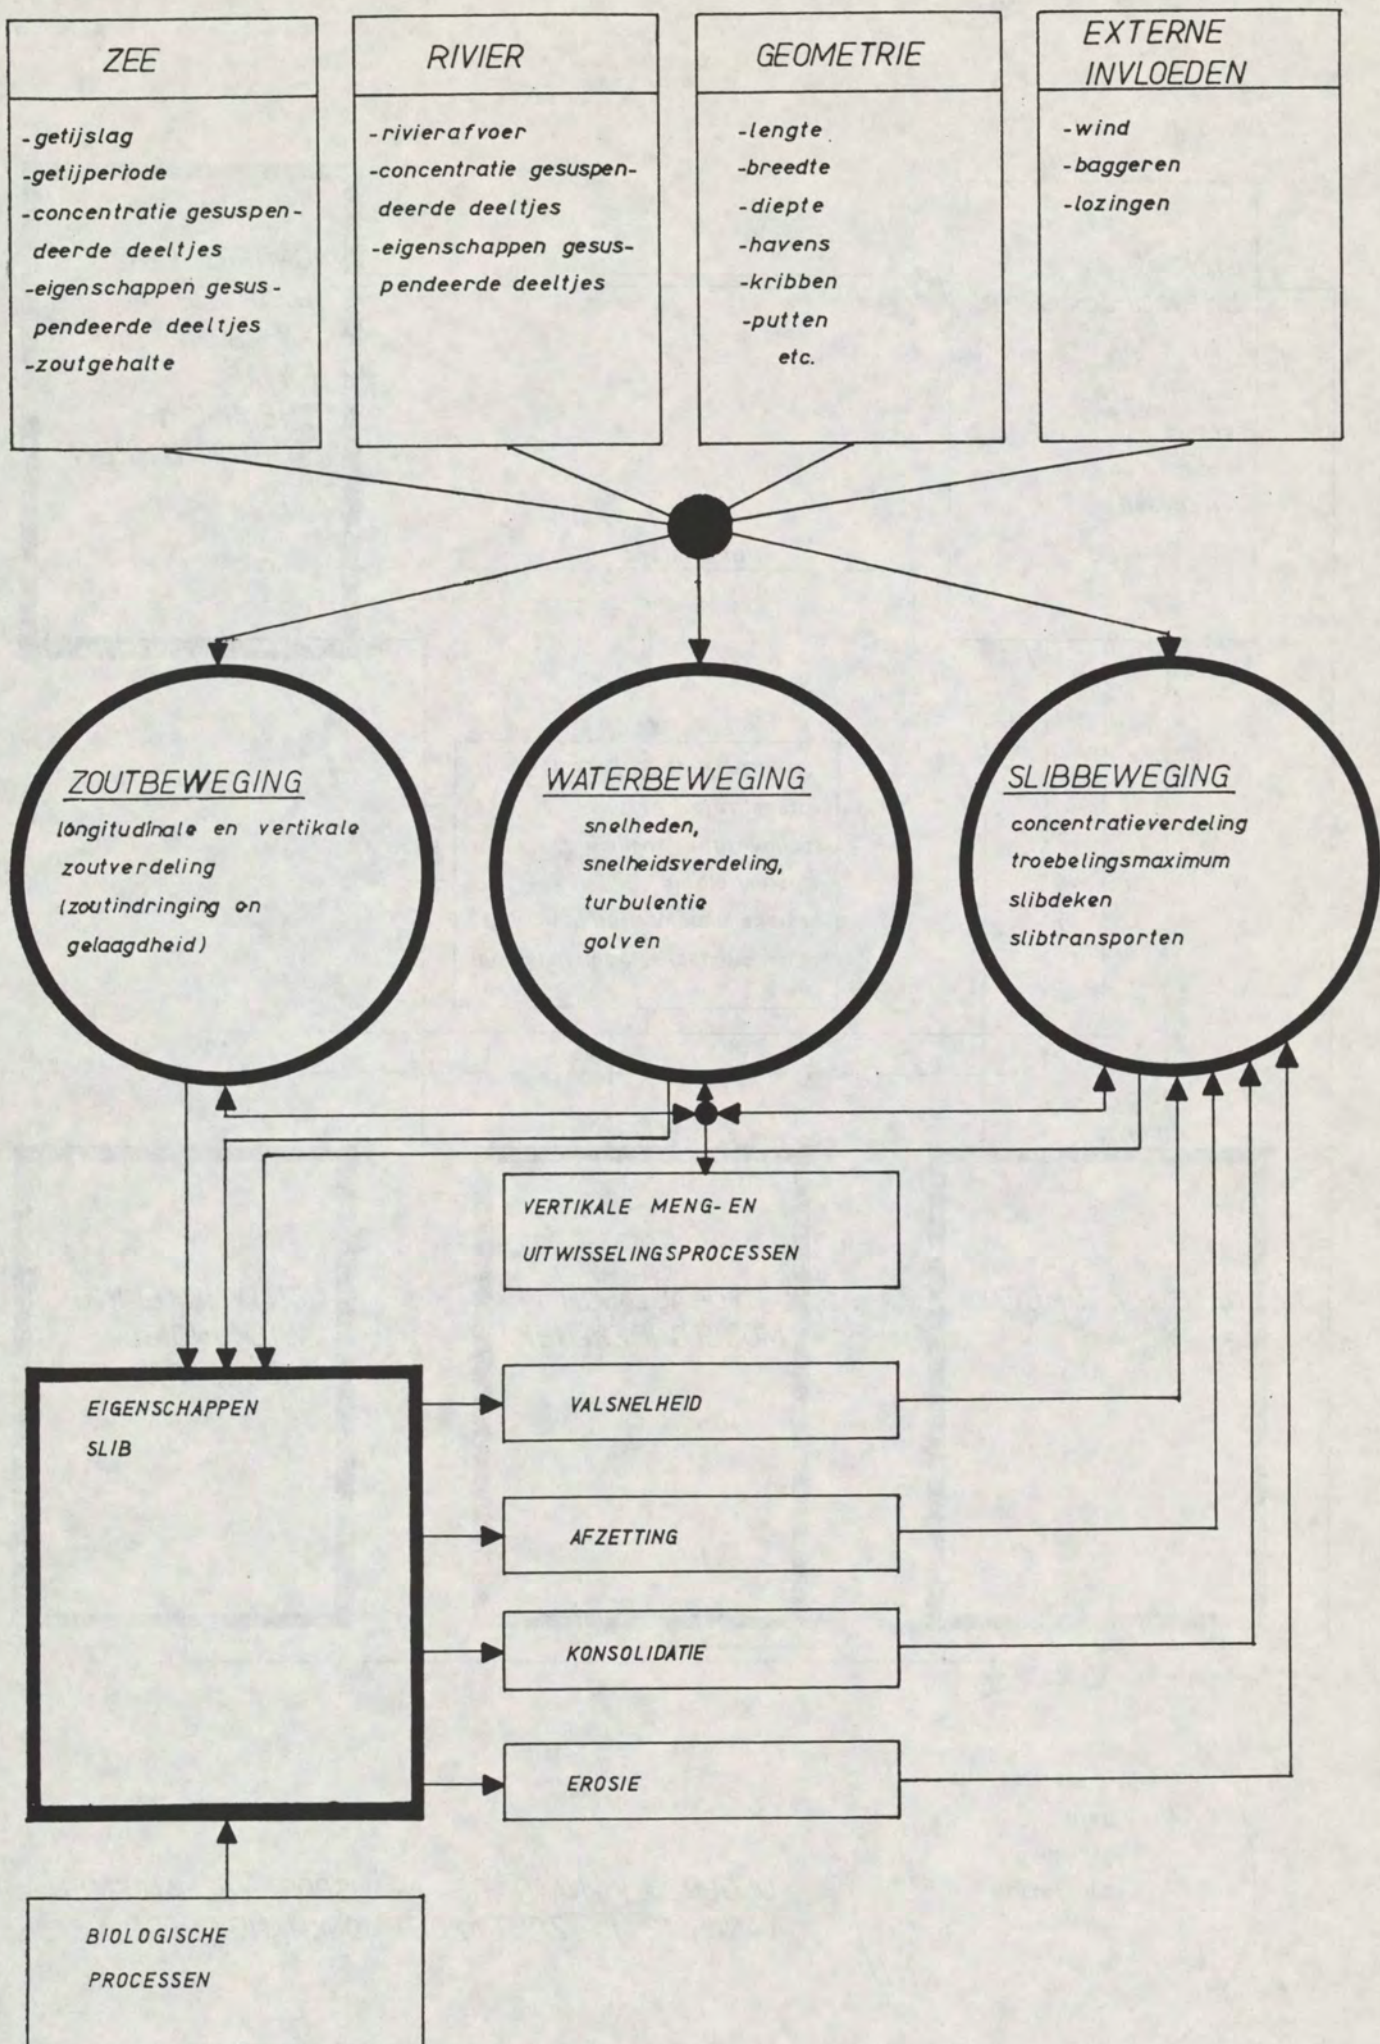 ZEE
-getijslag
-getijperiode
-concentratie gesuspen-
deerde deeltjes
-eigenschappen gesus-
pendeerde deeltjes
-zoutgehalte
RIVIER
-rivierafvoer
-concentratie gesuspen-
deerde deeltjes
-eigenschappen gesus-
pendeerde deeltjes
GEOMETRIE
-lengte
-breedte
-diepte
-havens
-kribben
-putten
etc.
EXTERNE
INVLOEDEN
-wind
-baggeren
-lozingen
ZOUTBEWEGING
longitudinale en vertikale
zoutverdeling
(zoutindringing en
gelaagdheid)
WATERBEWEGING
snelheden,
snelheidsverdeling,
turbulentie
golven
SLIBBEWEGING
concentratieverdeling
troebelingsmaximum
slibdeken
slibtransporten
VERTIKALE MENG-EN
UITWISSELINGSPROCESSEN
EIGENSCHAPPEN
SLIB
VALSNELHEID
AFZETTING
KONSOLIDATIE
EROSIE
BIOLOGISCHE
PROCESSEN